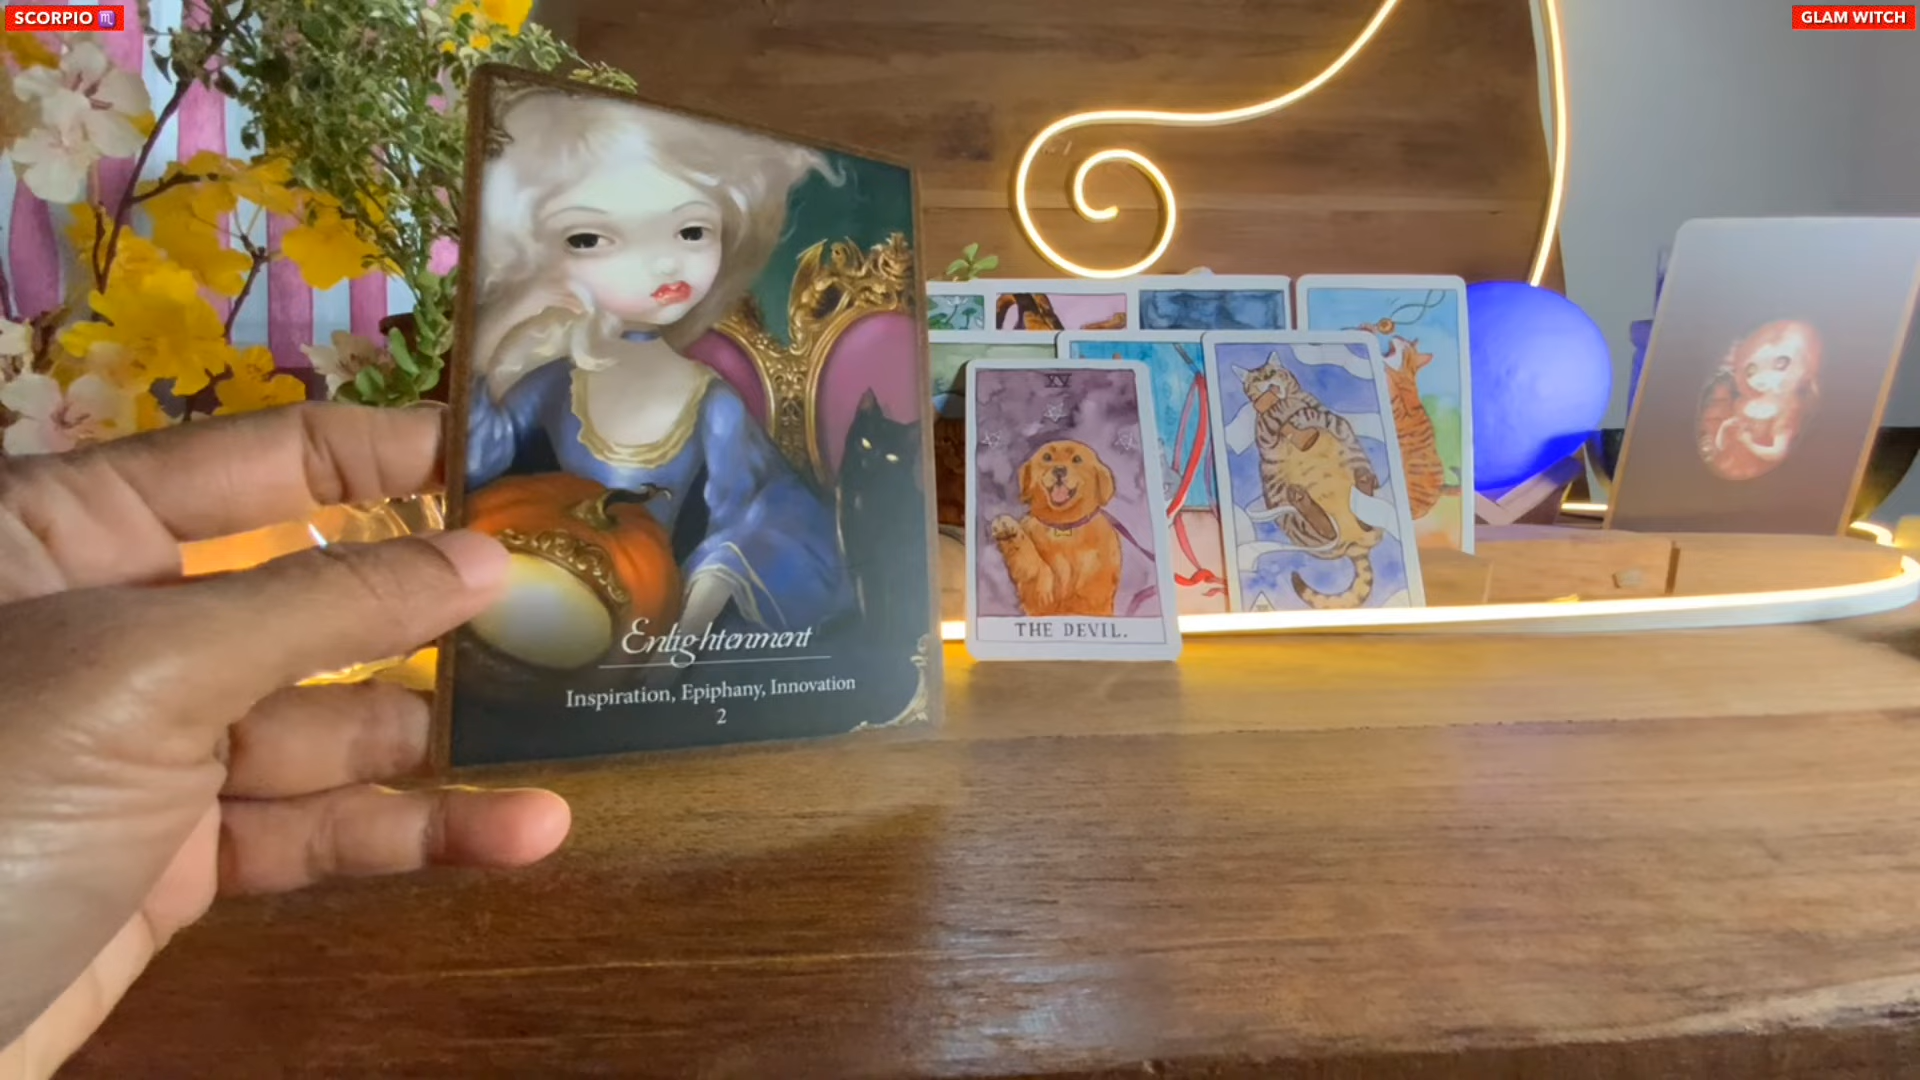 SCORPIO ♏
GLAM WITCH
XV
THE DEVIL.
Enlightenment
Inspiration, Epiphany, Innovation
2